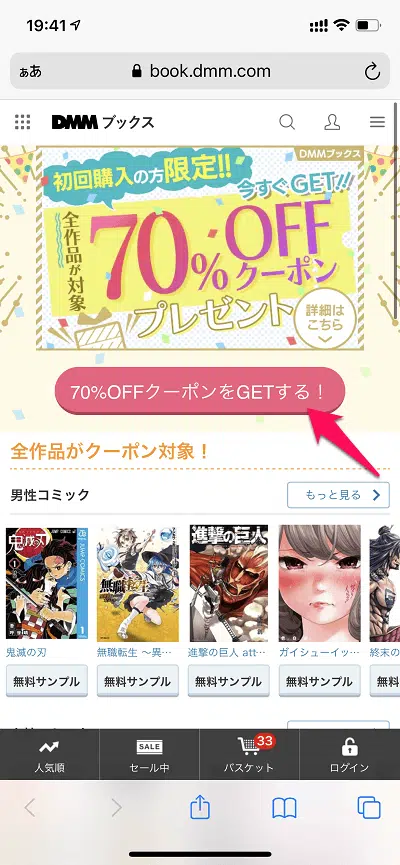 19:41
ぁあ
book.dmm.com
DMM ブックス
DMMブックス
初回購入の方限定!!
今すぐGET!!
全作品が対象
70%OFF
クーポン
プレゼント
詳細は
こちら
70%OFFクーポンをGETする！
全作品がクーポン対象！
男性コミック
もっと見る
鬼滅の刃
1
無職転生
進撃の巨人
1
鬼滅の刃
無職転生 ～異…
進撃の巨人 att…
ガイシューイッ…
終末の
無料サンプル
無料サンプル
無料サンプル
無料サンプル
無料
SALE
33
人気順
セール中
バスケット
ログイン